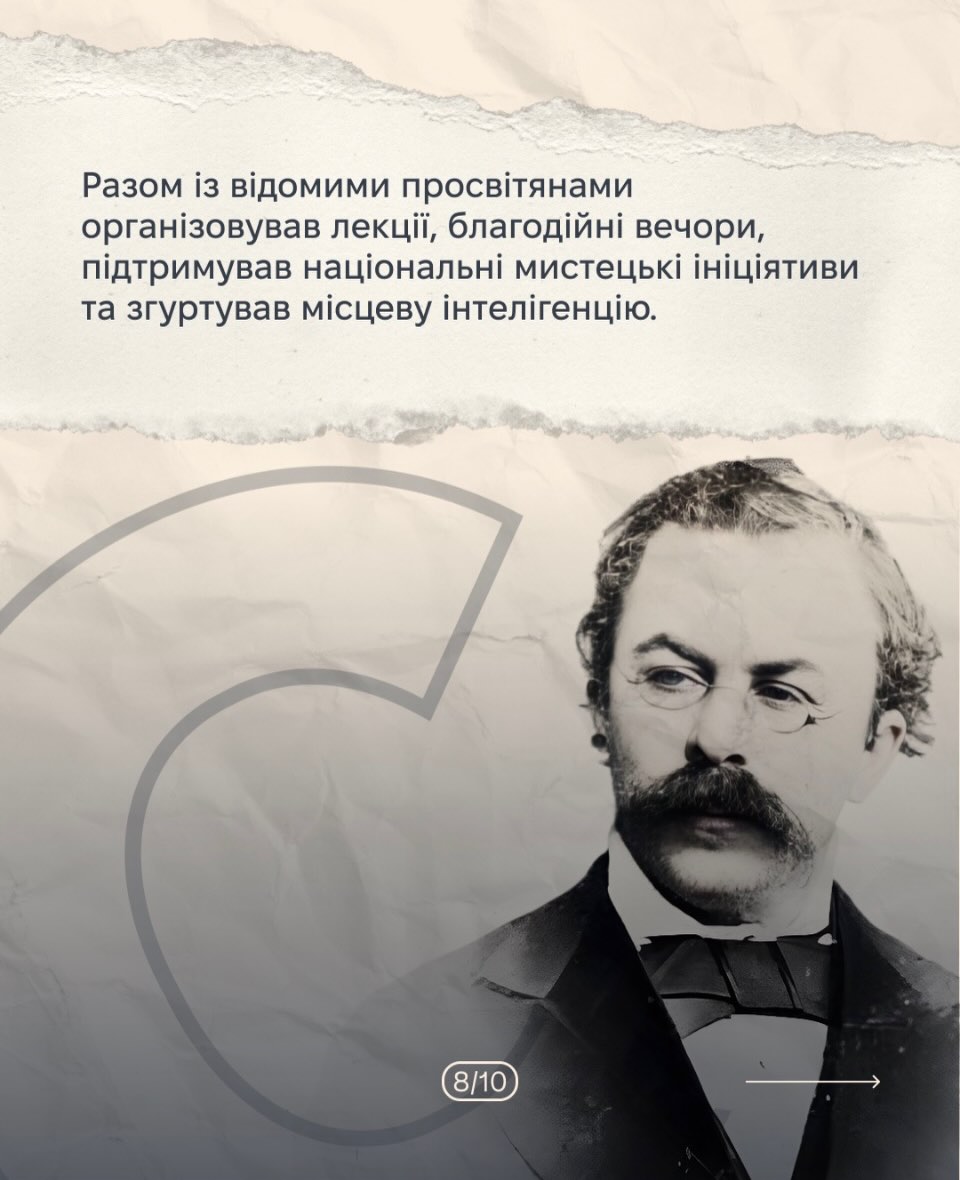 Разом із відомими просвітянами
організовував лекції, благодійні вечори,
підтримував національні мистецькі ініціятиви
та згуртував місцеву інтелігенцію.
8/10